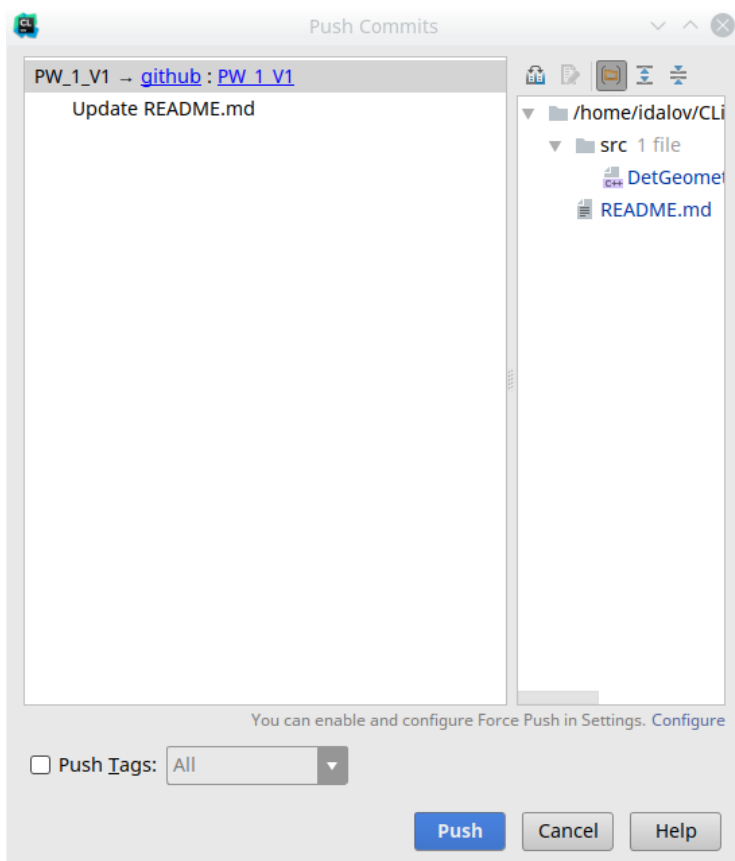 Push Commits
PW_1_V1 → github : PW_1_V1
Update README.md
/home/idalov/CLi
src 1 file
DetGeomet
README.md
You can enable and configure Force Push in Settings. Configure
Push Tags: All
Push Cancel Help